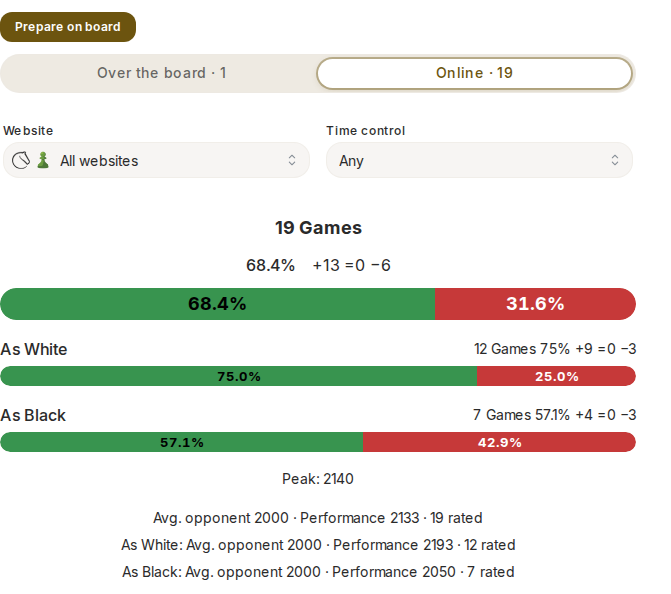 Prepare on board
Over the board · 1
Online · 19
Website
Time control
All websites
Any
19 Games
68.4% +13 =0 −6
68.4% 31.6%
As White 12 Games 75% +9 =0 −3
75.0% 25.0%
As Black 7 Games 57.1% +4 =0 −3
57.1% 42.9%
Peak: 2140
Avg. opponent 2000 · Performance 2133 · 19 rated
As White: Avg. opponent 2000 · Performance 2193 · 12 rated
As Black: Avg. opponent 2000 · Performance 2050 · 7 rated